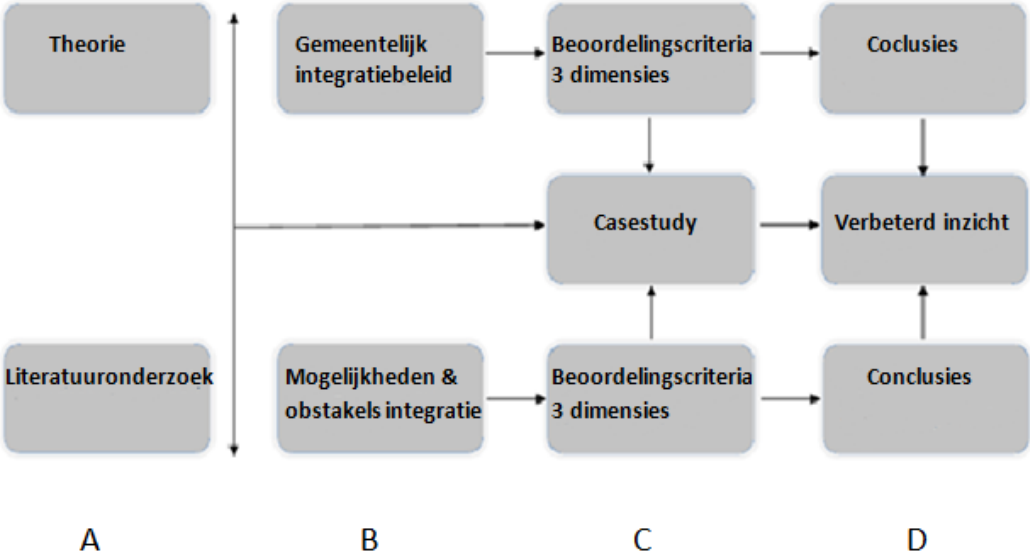 Theorie
Gemeentelijk
integratiebeleid
Beoordelingscriteria
3 dimensies
Coclusies
Casestudy
Verbeterd inzicht
Literatuuronderzoek
Mogelijkheden &
obstakels integratie
Beoordelingscriteria
3 dimensies
Conclusies
A
B
C
D